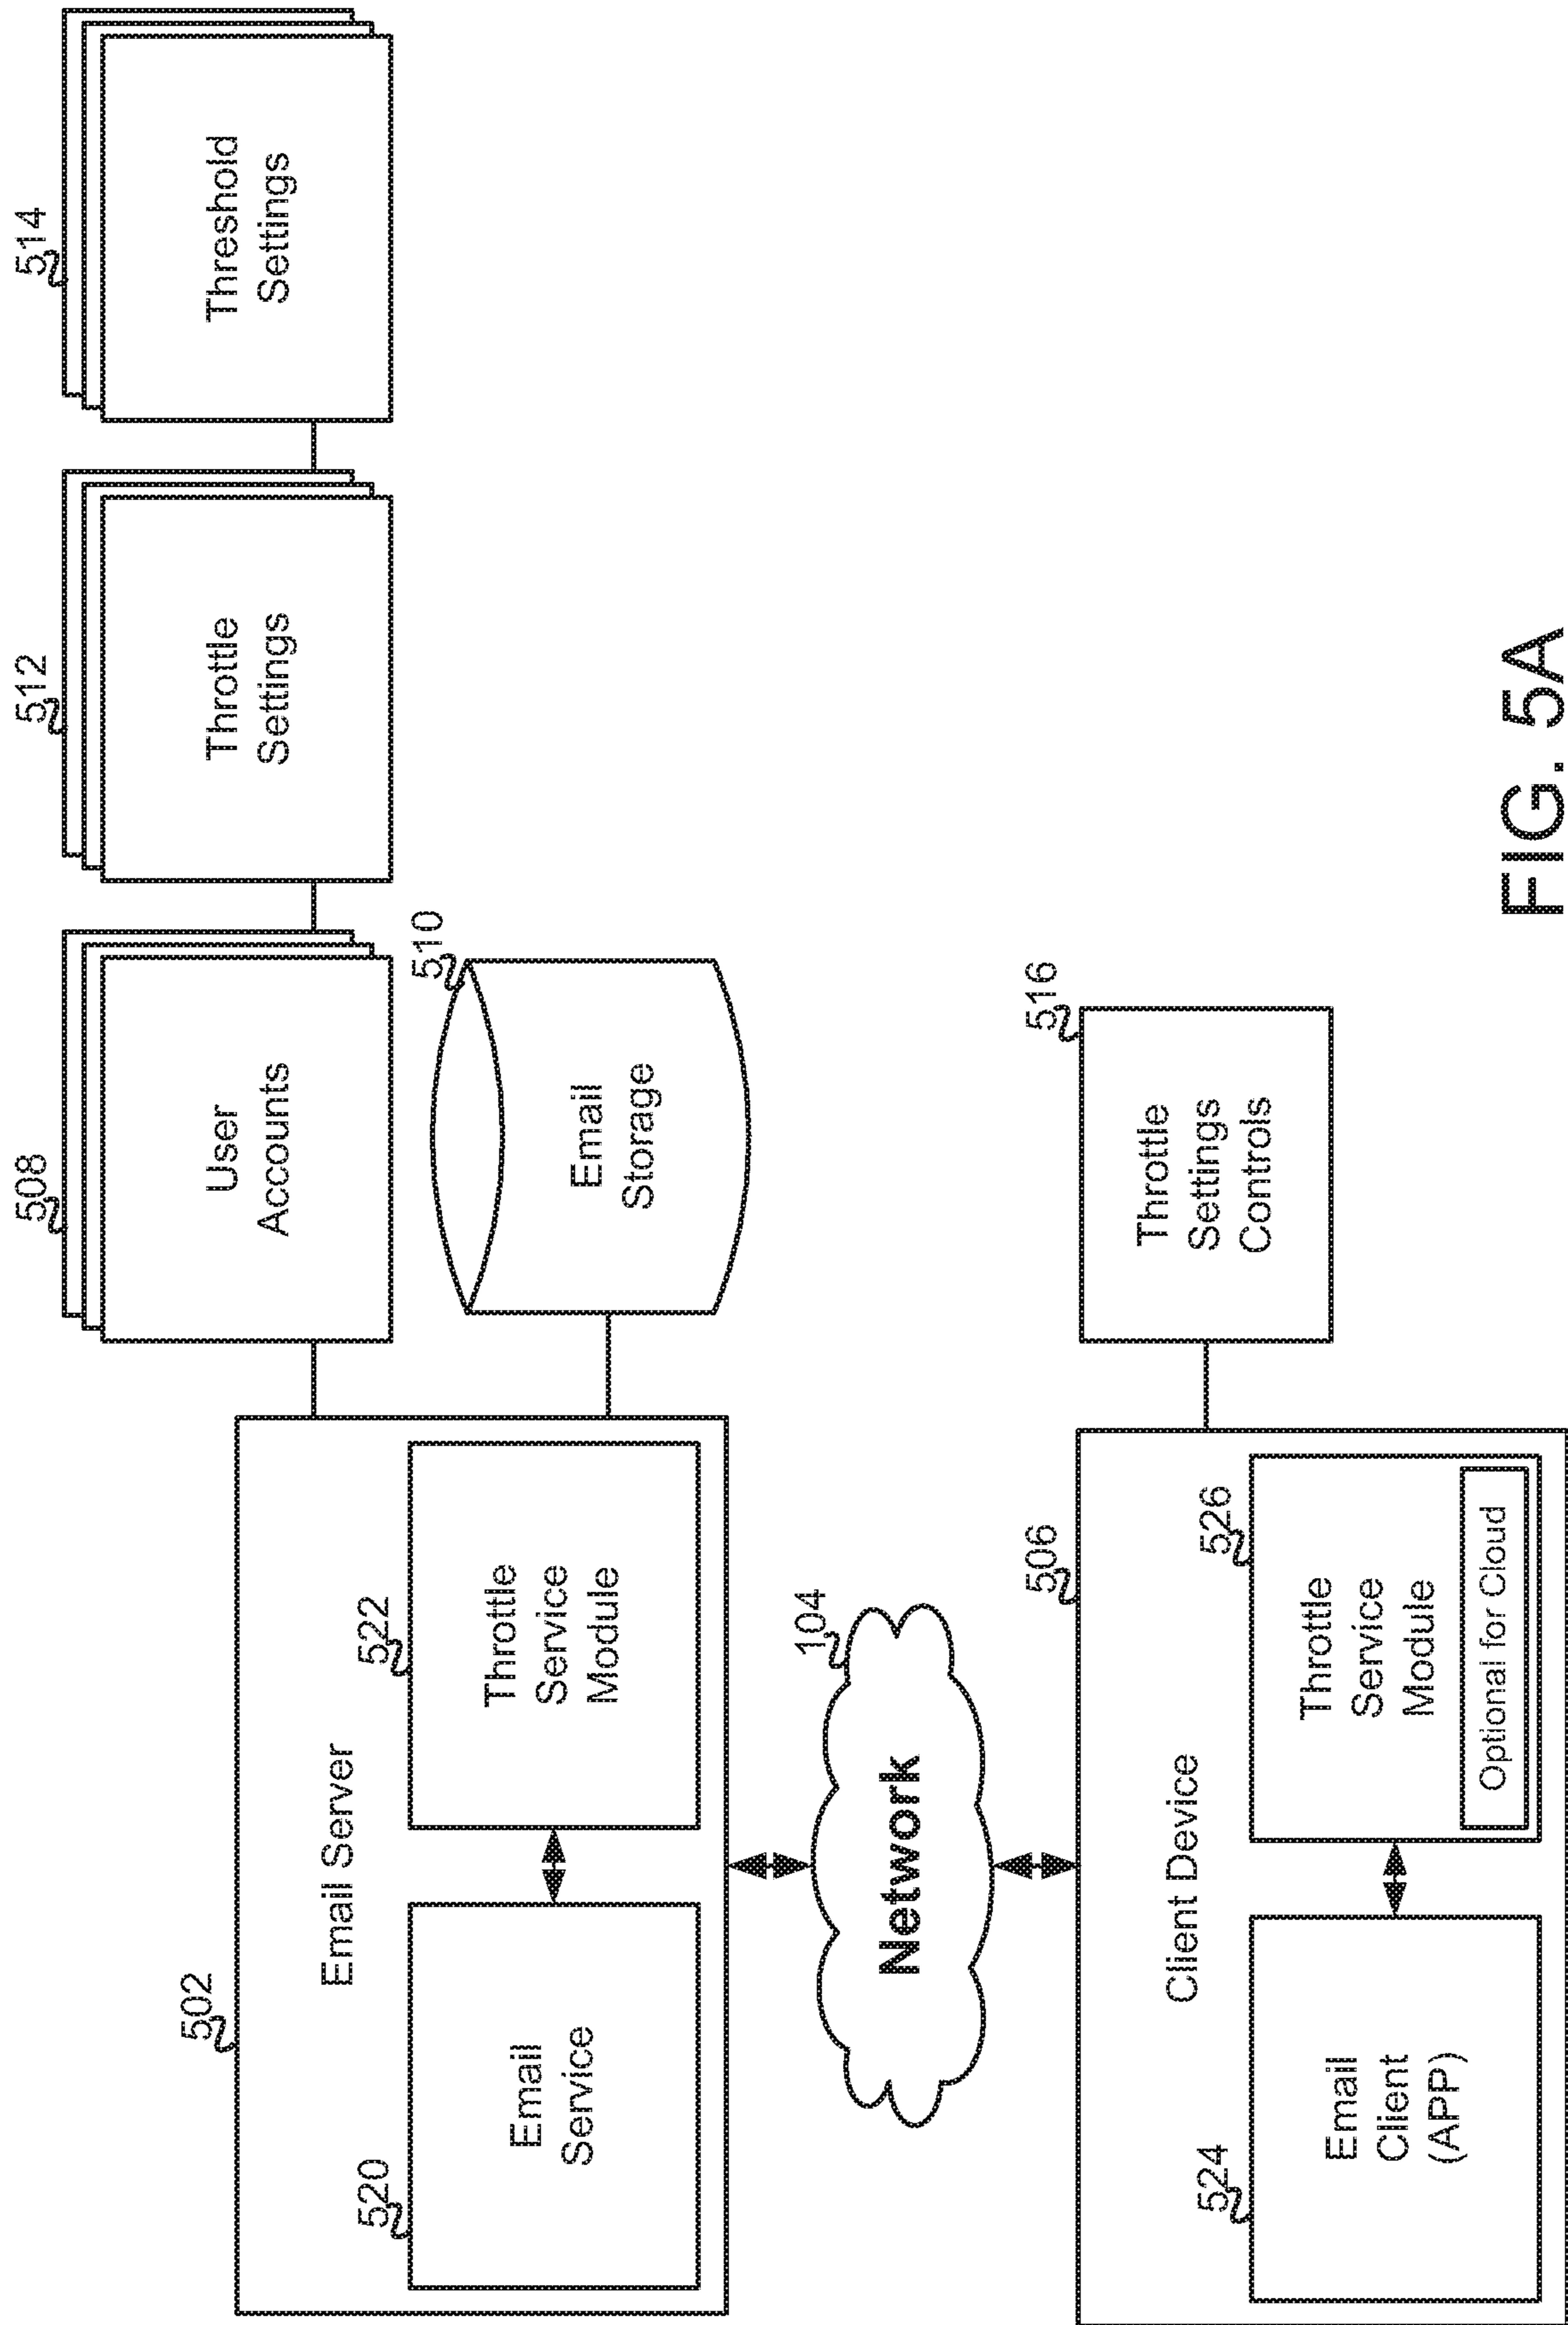 508
512
514
User
Accounts
Throttle
Settings
Threshold
Settings
502
Email Server
520
Email
Service
522
Throttle
Service
Module
510
Email
Storage
104
Network
506
Client Device
524
Email
Client
(APP)
526
Throttle
Service
Module
Optional for Cloud
516
Throttle
Settings
Controls
FIG. 5A